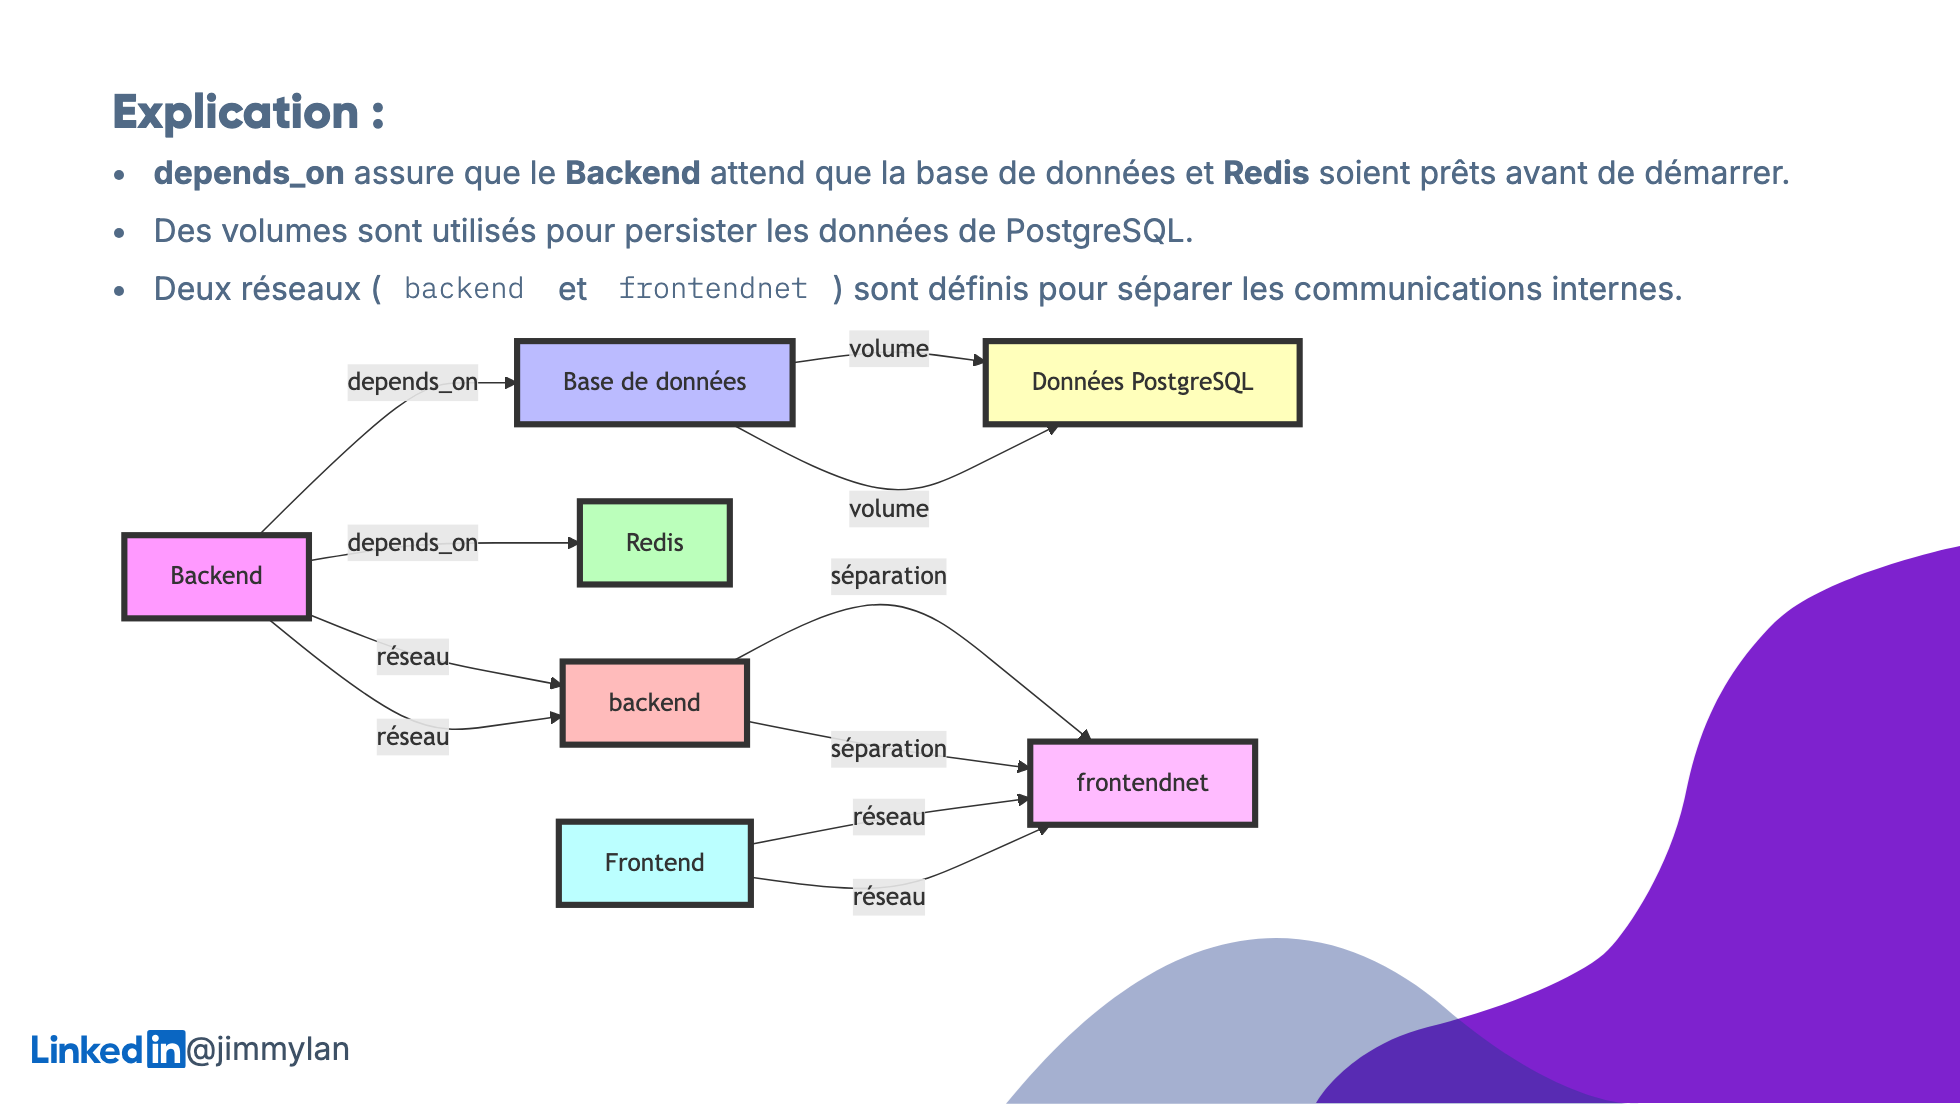 Explication :
• depends_on assure que le Backend attend que la base de données et Redis soient prêts avant de démarrer.
• Des volumes sont utilisés pour persister les données de PostgreSQL.
• Deux réseaux ( backend et frontendnet ) sont définis pour séparer les communications internes.
volume
depends_on
Base de données
Données PostgreSQL
volume
depends_on
Redis
Backend
séparation
réseau
backend
réseau
séparation
frontendnet
réseau
Frontend
réseau
Linkedin@jimmylan